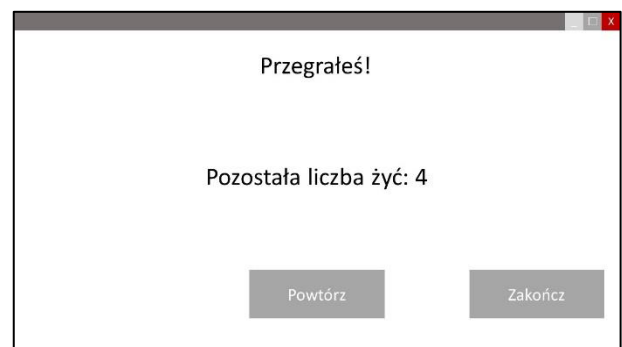 _ □ X
Przegrałeś!
Pozostała liczba żyć: 4
Powtórz Zakończ